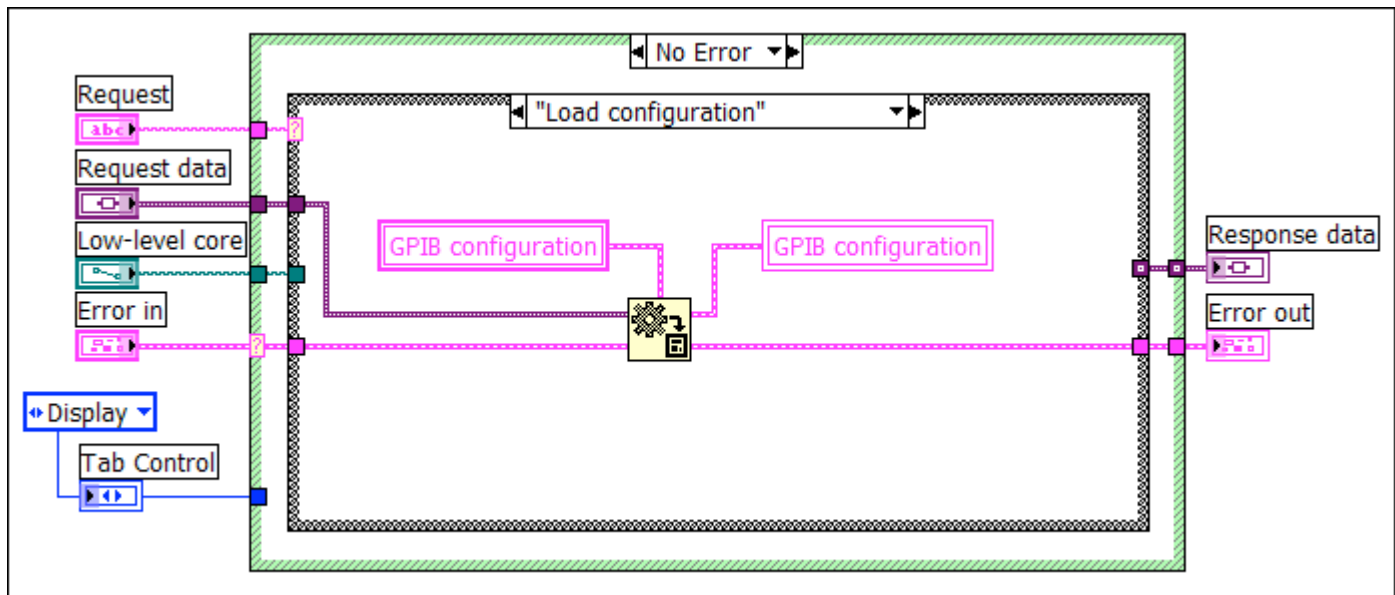 No Error
"Load configuration"
Request
abc
?
Request data
Low-level core
GPIB configuration
GPIB configuration
Response data
Error in
?
Error out
Display
Tab Control